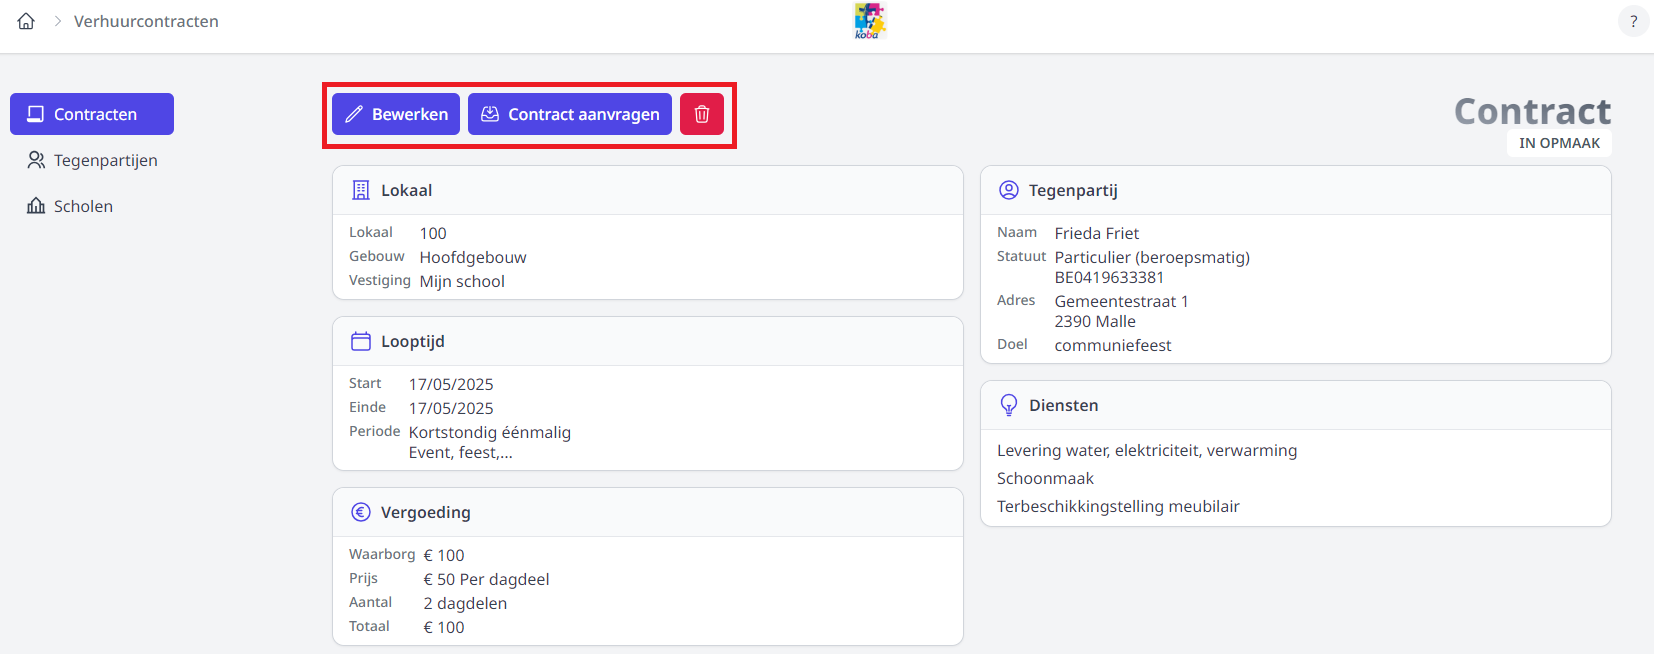 Verhuurcontracten
koba
?
Contracten
Tegenpartijen
Scholen
Bewerken
Contract aanvragen
Contract
IN OPMAAK
Lokaal
Lokaal 100
Gebouw Hoofdgebouw
Vestiging Mijn school
Looptijd
Start 17/05/2025
Einde 17/05/2025
Periode Kortstondig éénmalig
Event, feest,...
Vergoeding
Waarborg € 100
Prijs € 50 Per dagdeel
Aantal 2 dagdelen
Totaal € 100
Tegenpartij
Naam Frieda Friet
Statuut Particulier (beroepsmatig)
BE0419633381
Adres Gemeentestraat 1
2390 Malle
Doel communiefeest
Diensten
Levering water, elektriciteit, verwarming
Schoonmaak
Terbeschikkingstelling meubilair